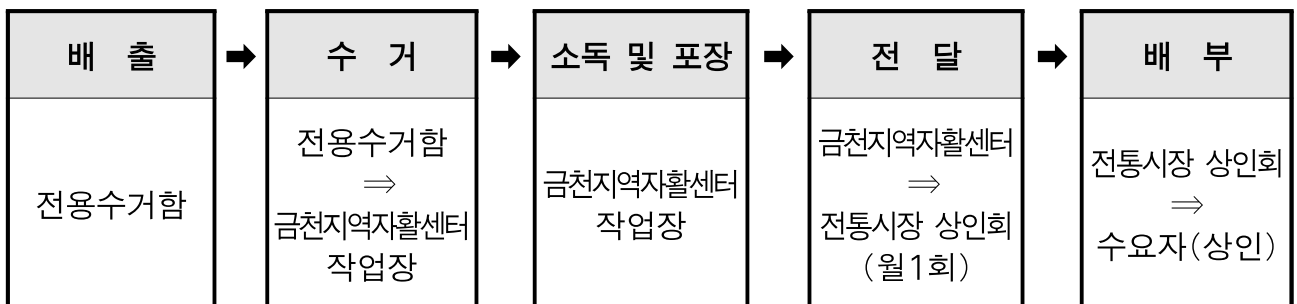 배 출 ➡ 수 거 ➡ 소독 및 포장 ➡ 전 달 ➡ 배 부
전용수거함
전용수거함
⇒
금천지역자활센터
작업장
금천지역자활센터
작업장
금천지역자활센터
⇒
전통시장 상인회
(월1회)
전통시장 상인회
⇒
수요자(상인)